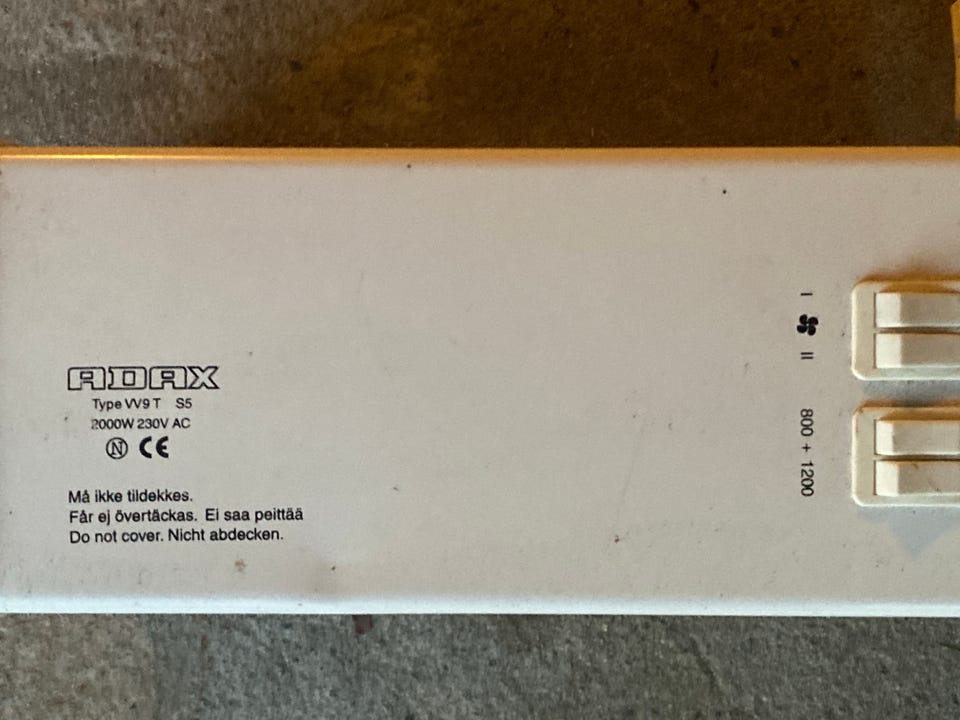 ADAX
Type VV9 T S5
2000W 230V AC
N CE
Må ikke tildekkes.
Får ej övertäckas. Ei saa peittää
Do not cover. Nicht abdecken.
I II
800 + 1200